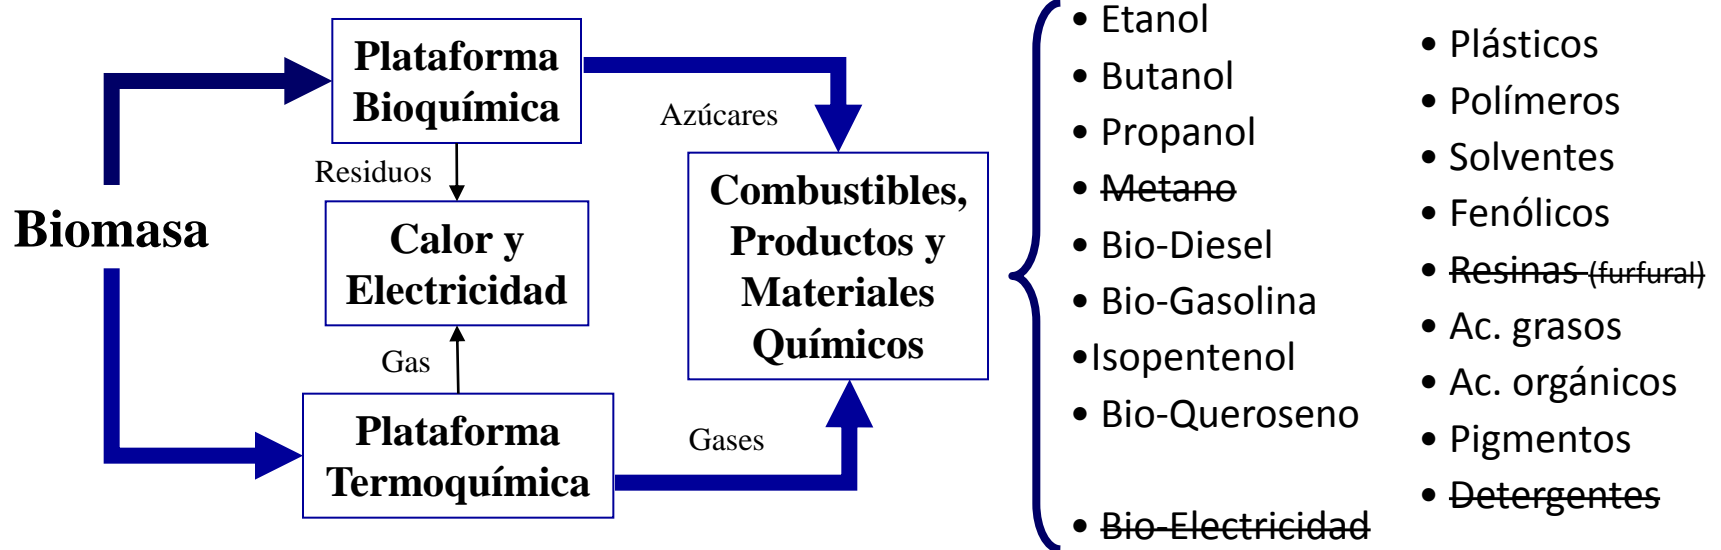 Biomasa
Plataforma
Bioquímica
Residuos
Calor y
Electricidad
Gas
Plataforma
Termoquímica
Azúcares
Combustibles,
Productos y
Materiales
Químicos
Gases
• Etanol
• Butanol
• Propanol
• Metano
• Bio-Diesel
• Bio-Gasolina
•Isopentenol
• Bio-Queroseno
• Bio-Electricidad
• Plásticos
• Polímeros
• Solventes
• Fenólicos
• Resinas (furfural)
• Ac. grasos
• Ac. orgánicos
• Pigmentos
• Detergentes